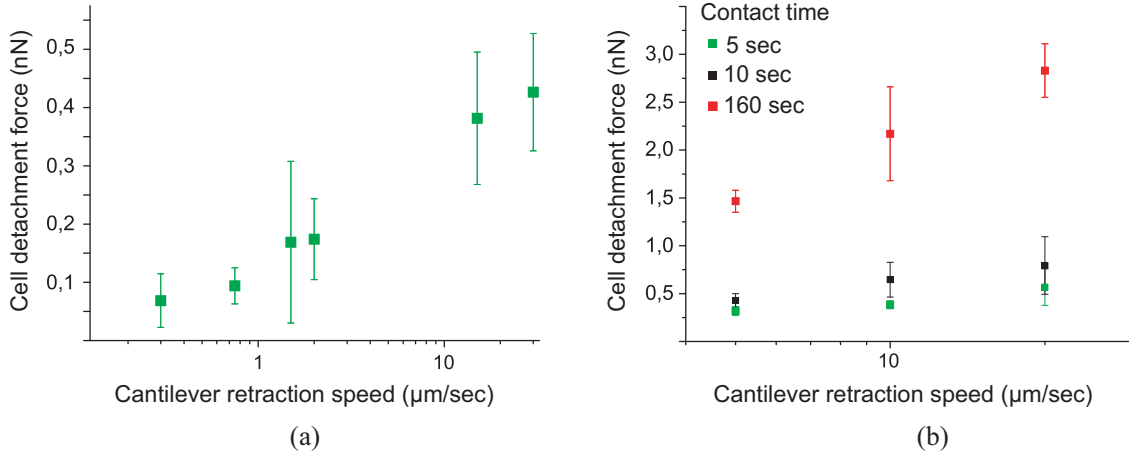 Cell detachment force (nN)
0,5
0,4
0,3
0,2
0,1
1
10
Cantilever retraction speed (µm/sec)
(a)
Cell detachment force (nN)
Contact time
5 sec
10 sec
160 sec
3,0
2,5
2,0
1,5
1,0
0,5
10
Cantilever retraction speed (µm/sec)
(b)